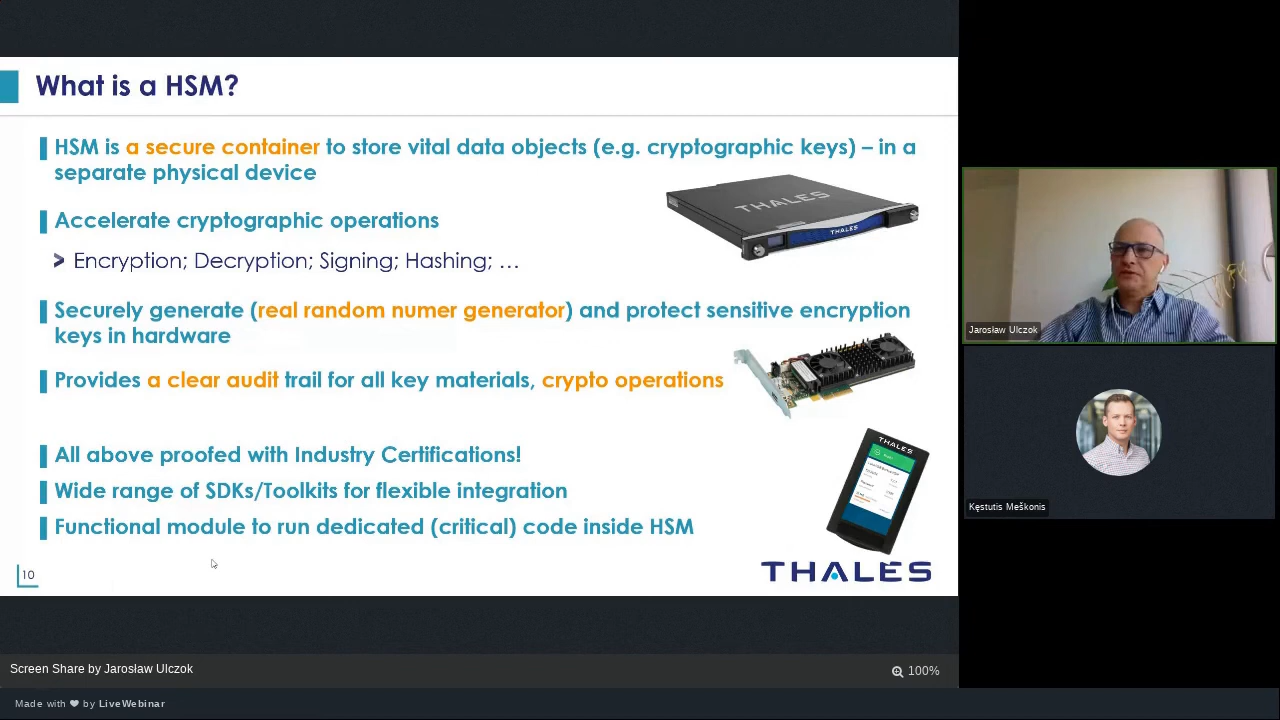 What is a HSM?
HSM is a secure container to store vital data objects (e.g. cryptographic keys) – in a
separate physical device
THALES
THALES
Accelerate cryptographic operations
Encryption; Decryption; Signing; Hashing; …
Securely generate (real random numer generator) and protect sensitive encryption
keys in hardware
Provides a clear audit trail for all key materials, crypto operations
THALES
All above proofed with Industry Certifications!
Wide range of SDKs/Toolkits for flexible integration
Functional module to run dedicated (critical) code inside HSM
10
THALES
Jarosław Ulczok
Kęstutis Meškonis
Screen Share by Jarosław Ulczok
100%
Made with ❤ by LiveWebinar